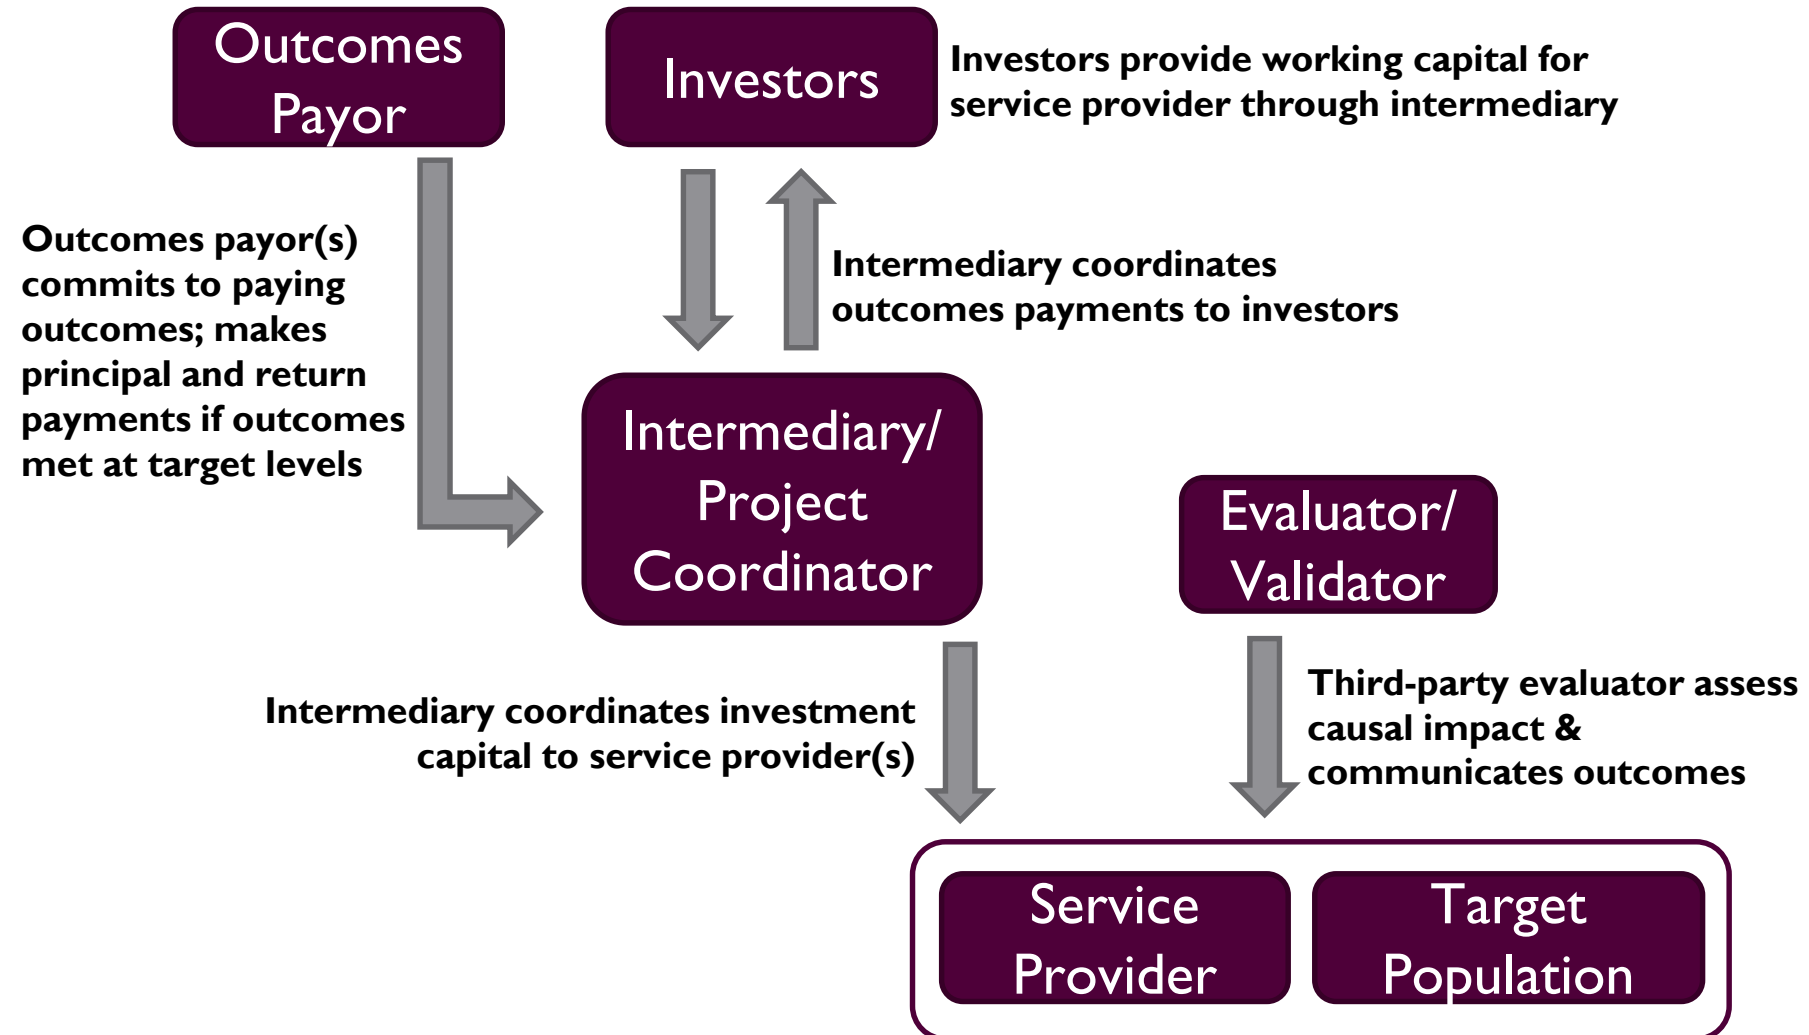 Outcomes
Payor
Investors
Investors provide working capital for
service provider through intermediary
Outcomes payor(s)
commits to paying
outcomes; makes
principal and return
payments if outcomes
met at target levels
Intermediary coordinates
outcomes payments to investors
Intermediary/
Project
Coordinator
Evaluator/
Validator
Intermediary coordinates investment
capital to service provider(s)
Third-party evaluator assess
causal impact &
communicates outcomes
Service
Provider
Target
Population